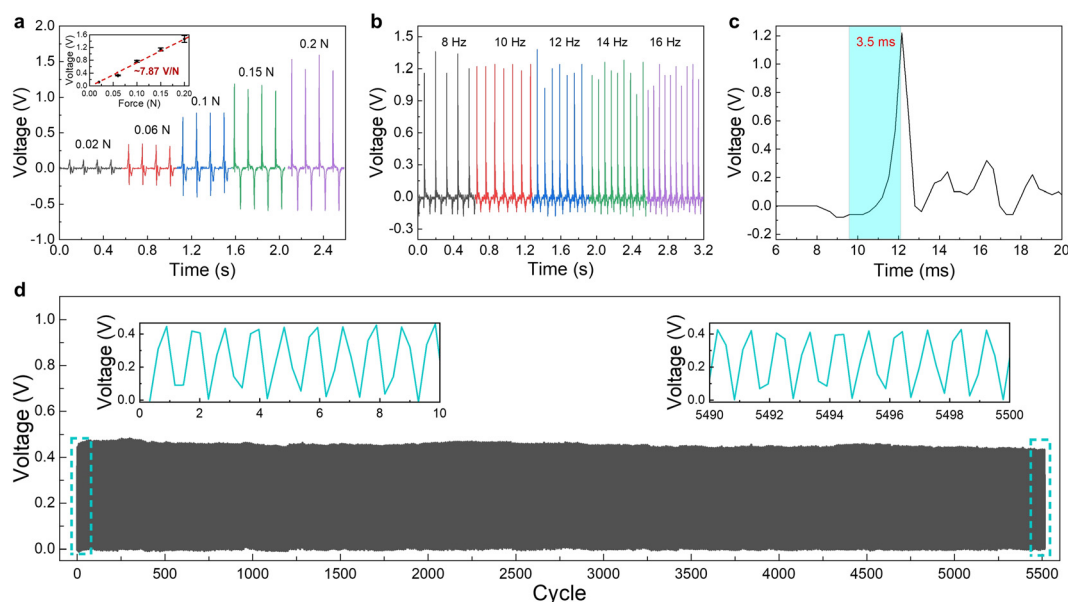 a
Voltage (V)
2.0
1.5
1.0
0.5
0.0
-0.5
-1.0
0.0 0.4 0.8 1.2 1.6 2.0 2.4
Time (s)
0.02 N
0.06 N
0.1 N
0.15 N
0.2 N
Voltage (V)
1.6
1.2
0.8
0.4
0.0
0.00 0.05 0.10 0.15 0.20
Force (N)
~7.87 V/N
b
Voltage (V)
1.5
1.2
0.9
0.6
0.3
0.0
-0.3
0.0 0.4 0.8 1.2 1.6 2.0 2.4 2.8 3.2
Time (s)
8 Hz 10 Hz 12 Hz 14 Hz 16 Hz
c
Voltage (V)
1.2
1.0
0.8
0.6
0.4
0.2
0.0
-0.2
6 8 10 12 14 16 18 20
Time (ms)
3.5 ms
d
Voltage (V)
1.0
0.8
0.6
0.4
0.2
0.0
0 500 1000 1500 2000 2500 3000 3500 4000 4500 5000 5500
Cycle
Voltage (V)
0.4
0.2
0.0
0 2 4 6 8 10
Voltage (V)
0.4
0.2
0.0
5490 5492 5494 5496 5498 5500